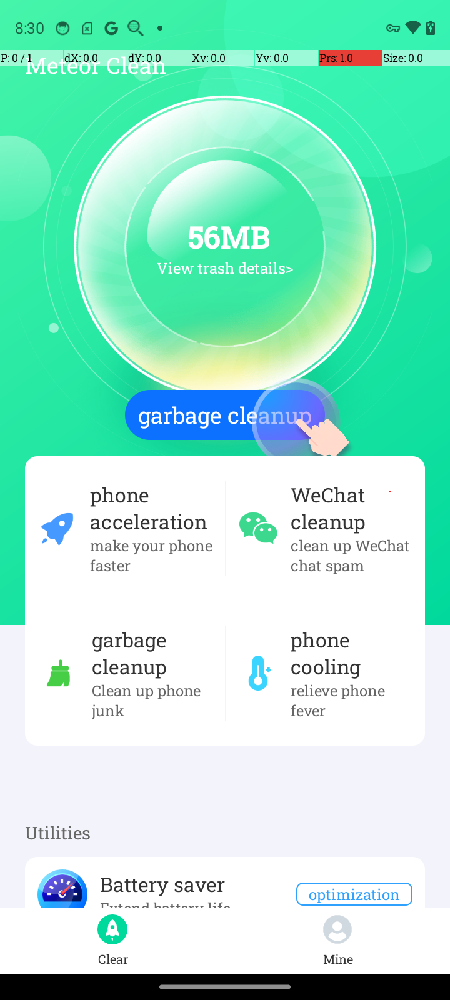 8:30
P: 0 / 1 dX: 0.0 dY: 0.0 Xv: 0.0 Yv: 0.0 Prs: 1.0 Size: 0.0
Meteor Clean
56MB
View trash details>
garbage cleanup
phone
acceleration
make your phone
faster
WeChat
cleanup
clean up WeChat
chat spam
garbage
cleanup
Clean up phone
junk
phone
cooling
relieve phone
fever
Utilities
Battery saver
optimization
Extend battery life
Clear
Mine